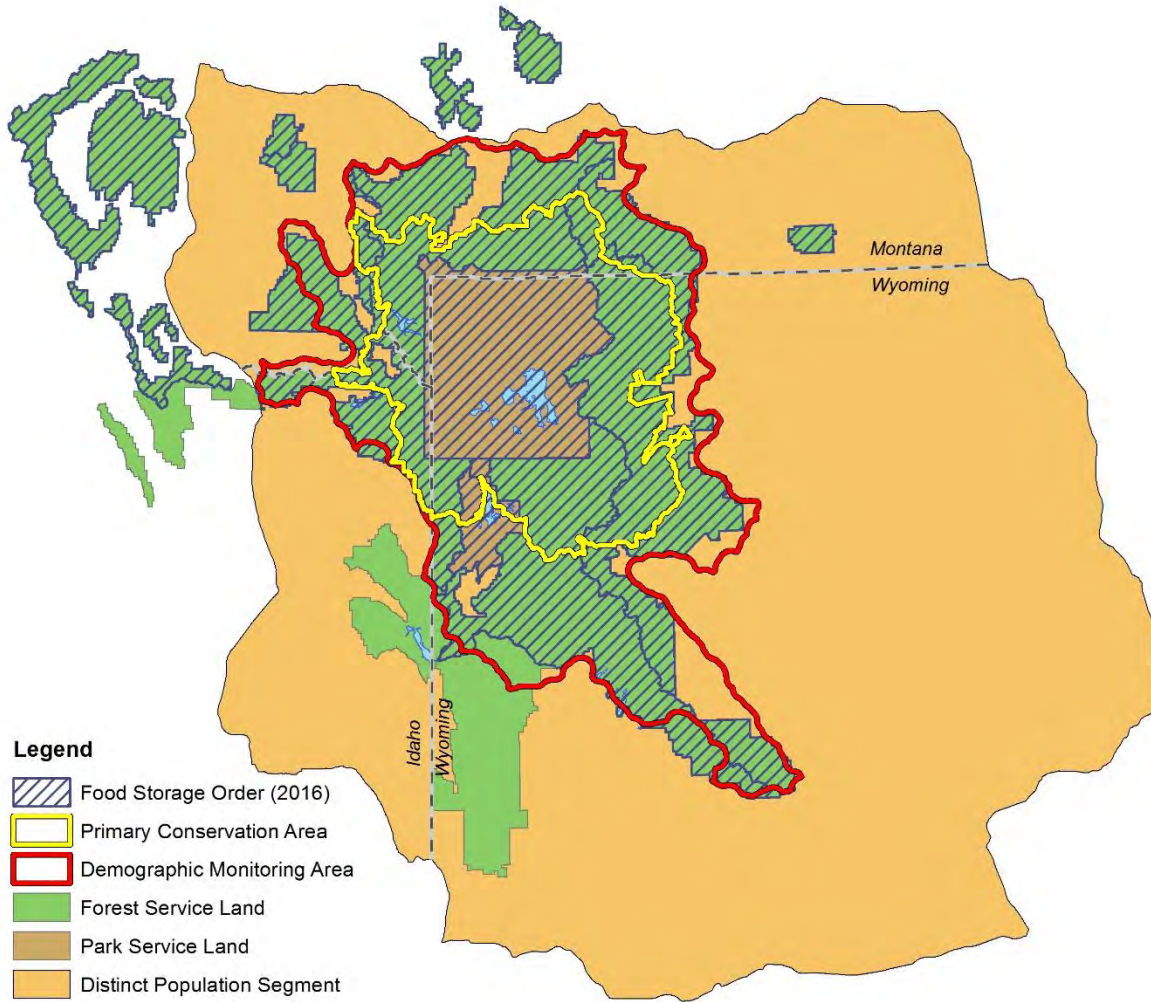 Montana
Wyoming
Idaho
Wyoming
Legend
Food Storage Order (2016)
Primary Conservation Area
Demographic Monitoring Area
Forest Service Land
Park Service Land
Distinct Population Segment